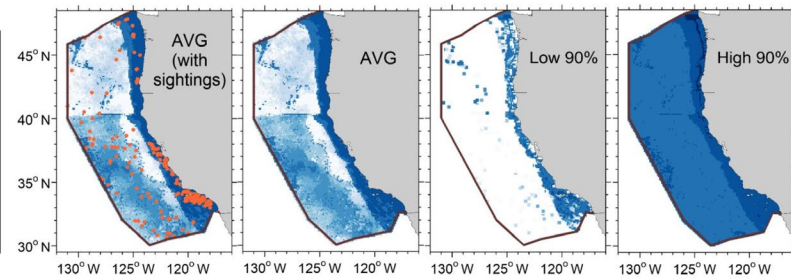 AVG
(with
sightings)
AVG
Low 90%
High 90%
45° N
40° N
35° N
30° N
130° W 125° W 120° W
130° W 125° W 120° W
130° W 125° W 120° W
130° W 125° W 120° W